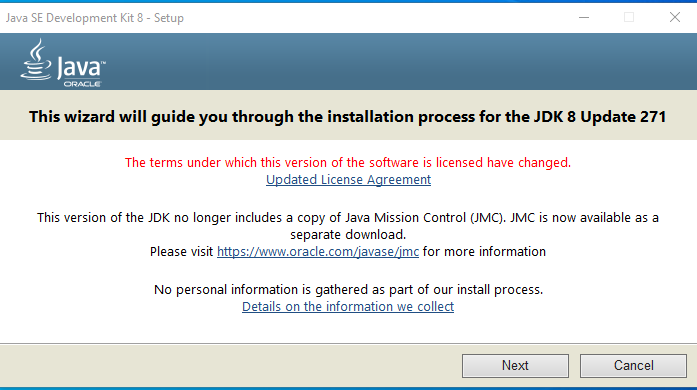 Java SE Development Kit 8 - Setup
Java™
ORACLE
This wizard will guide you through the installation process for the JDK 8 Update 271
The terms under which this version of the software is licensed have changed.
Updated License Agreement
This version of the JDK no longer includes a copy of Java Mission Control (JMC). JMC is now available as a
separate download.
Please visit https://www.oracle.com/javase/jmc for more information
No personal information is gathered as part of our install process.
Details on the information we collect
Next
Cancel